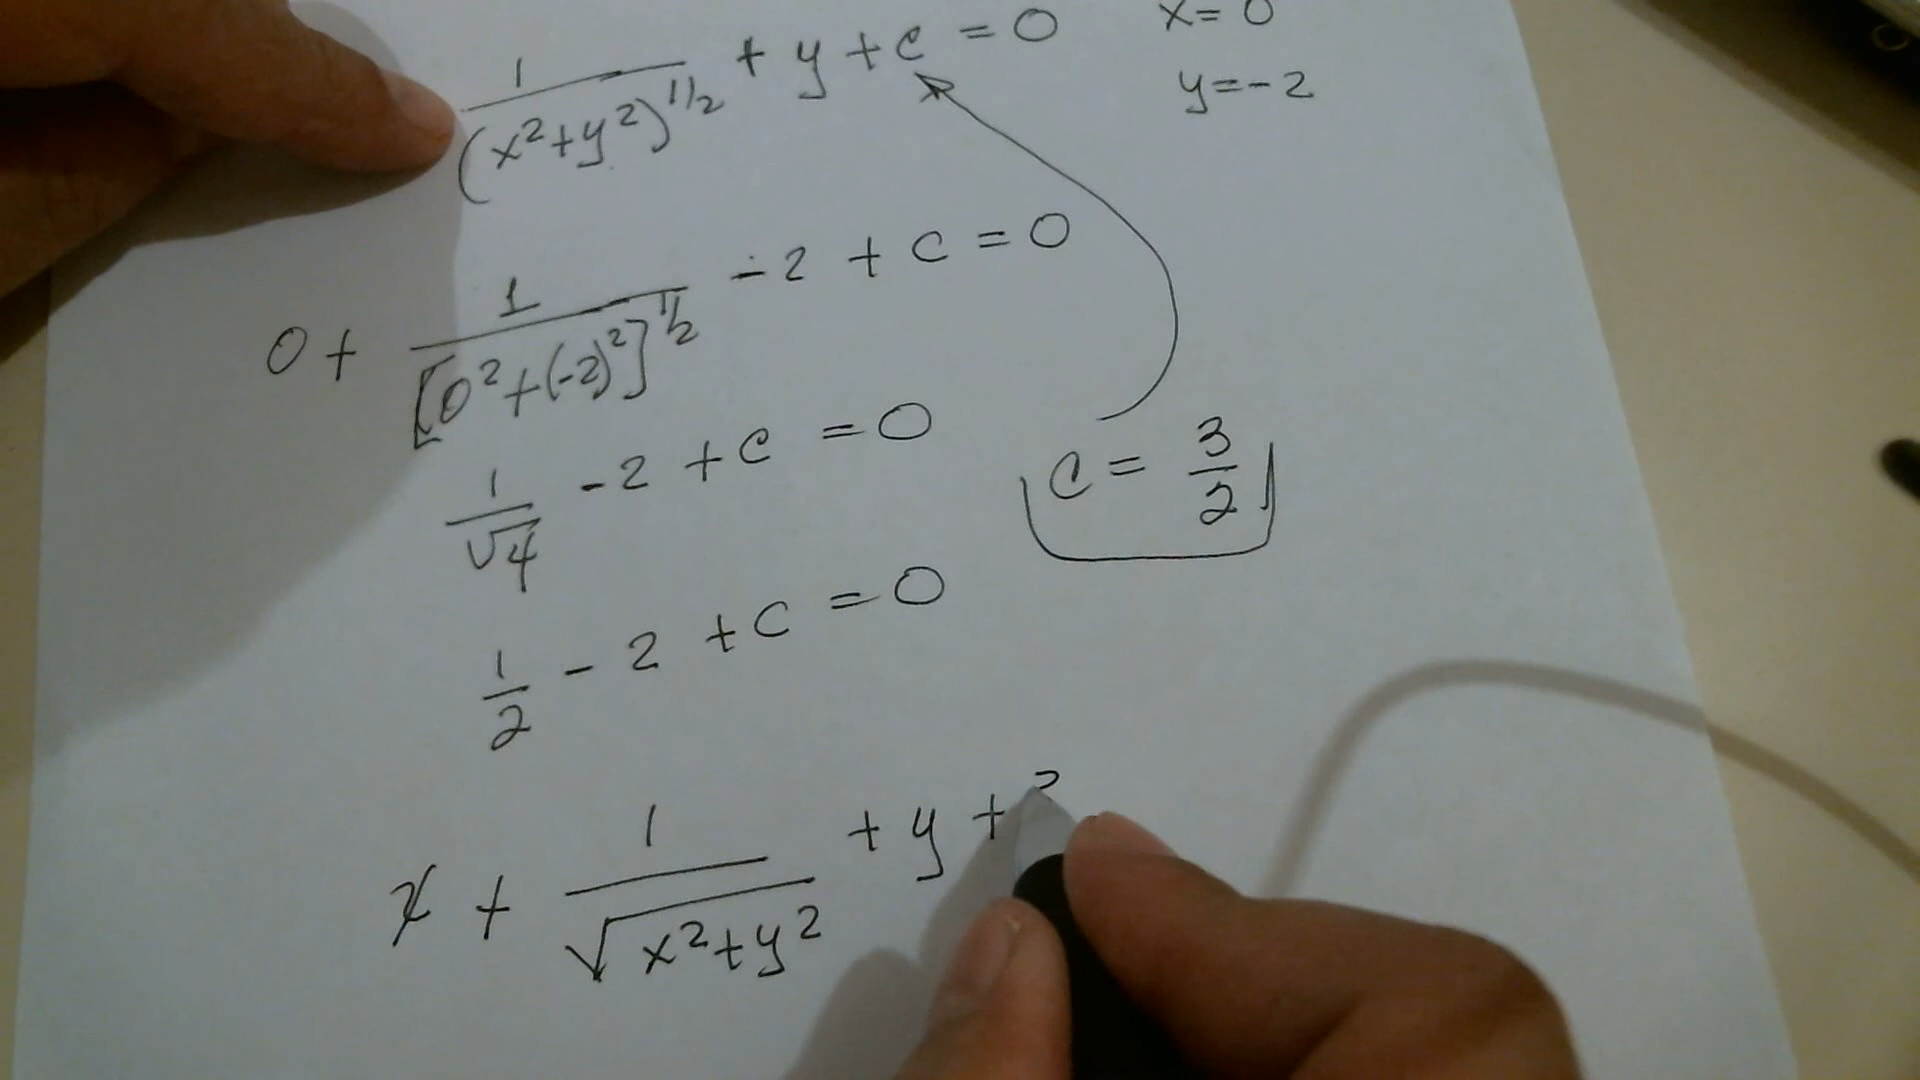 1/(x²+y²)^1/2 + y + c = 0
x = 0
y = -2
0 + 1/[0²+(-2)²]^1/2 - 2 + c = 0
1/√4 - 2 + c = 0
c = 3/2
1/2 - 2 + c = 0
x + 1/√(x²+y²) + y +